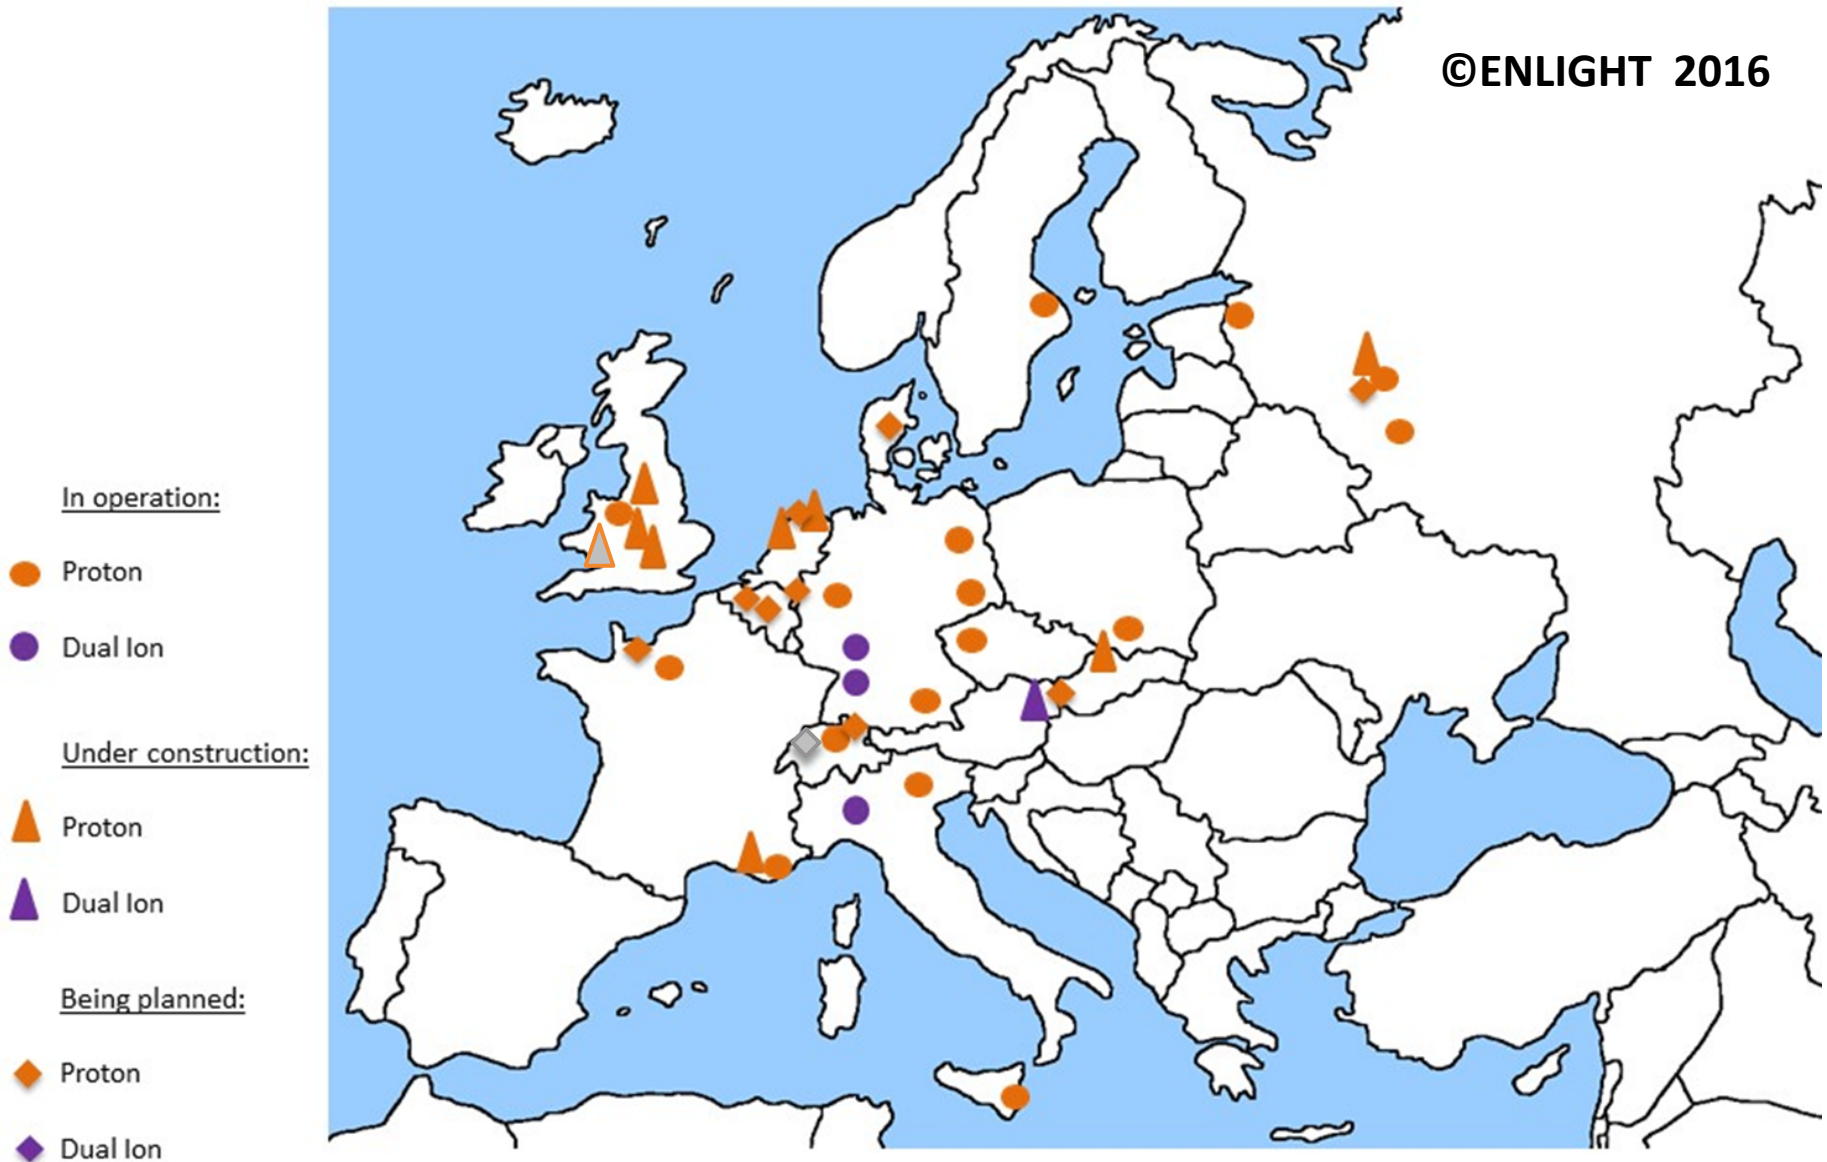 ©ENLIGHT 2016
In operation:
Proton
Dual Ion
Under construction:
Proton
Dual Ion
Being planned:
Proton
Dual Ion